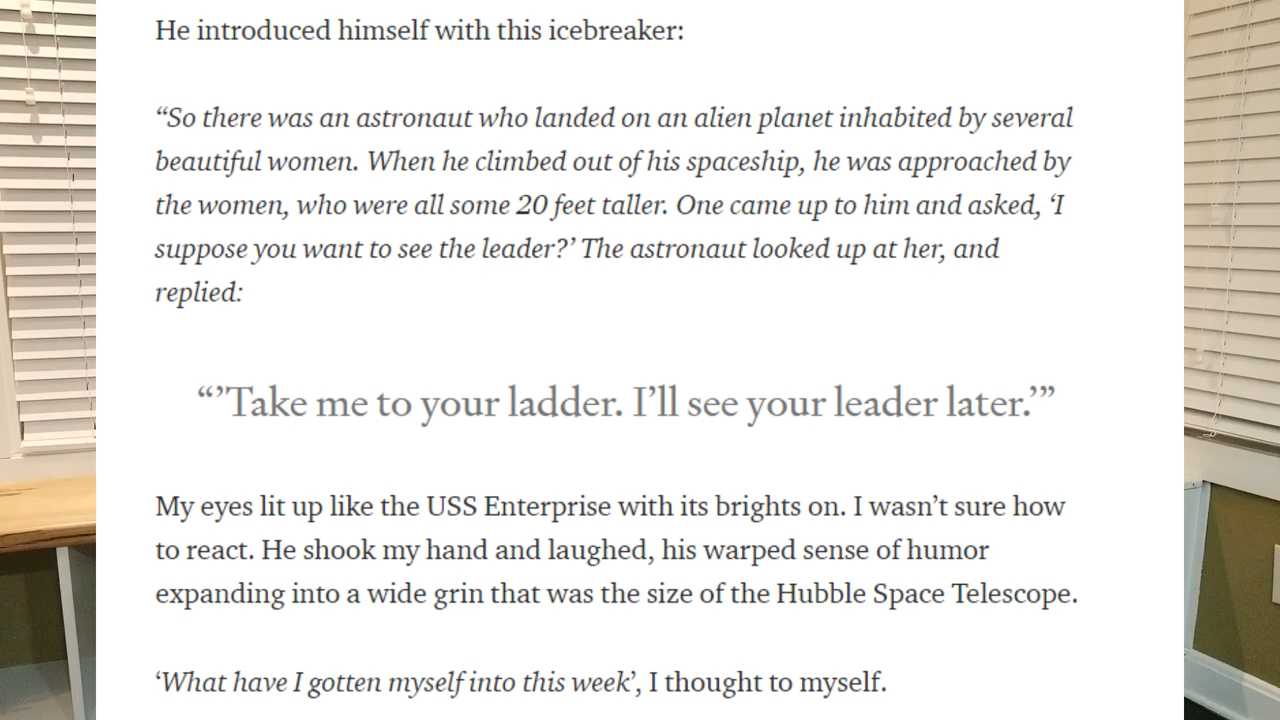 He introduced himself with this icebreaker:
“So there was an astronaut who landed on an alien planet inhabited by several
beautiful women. When he climbed out of his spaceship, he was approached by
the women, who were all some 20 feet taller. One came up to him and asked, ‘I
suppose you want to see the leader?’ The astronaut looked up at her, and
replied:
“’Take me to your ladder. I’ll see your leader later.’”
My eyes lit up like the USS Enterprise with its brights on. I wasn’t sure how
to react. He shook my hand and laughed, his warped sense of humor
expanding into a wide grin that was the size of the Hubble Space Telescope.
‘What have I gotten myself into this week’, I thought to myself.